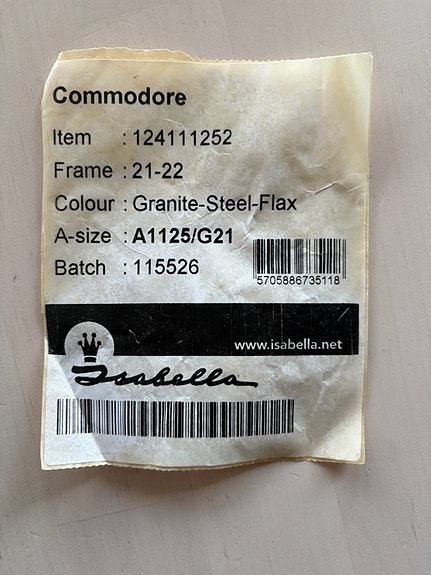 Commodore
Item : 124111252
Frame : 21-22
Colour : Granite-Steel-Flax
A-size : A1125/G21
Batch : 115526
5705886735118
www.isabella.net
Isabella